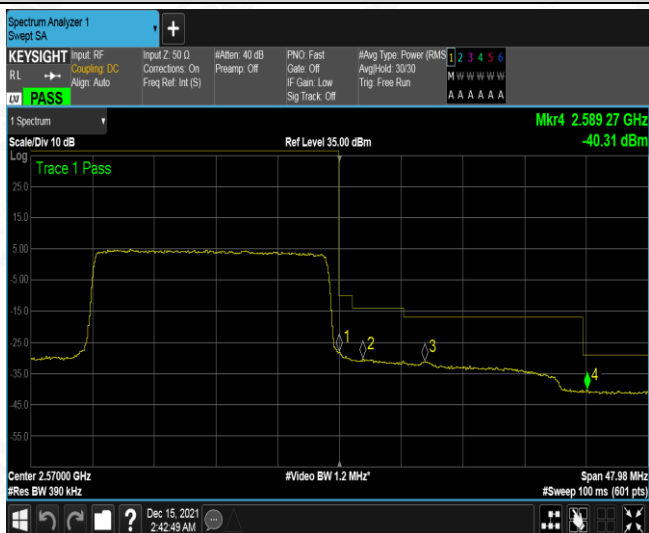 Spectrum Analyzer 1
Swept SA
+
KEYSIGHT
RL
LXI PASS
Input: RF
Coupling: DC
Align: Auto
Input Z: 50 Ω
Corrections: On
Freq Ref: Int (S)
#Atten: 40 dB
Preamp: Off
PNO: Fast
Gate: Off
IF Gain: Low
Sig Track: Off
#Avg Type: Power (RMS
Avg|Hold: 30/30
Trig: Free Run
1 2 3 4 5 6
M W W W W W
A A A A A A
1 Spectrum
Scale/Div 10 dB
Ref Level 35.00 dBm
Mkr4 2.589 27 GHz
-40.31 dBm
Log
Trace 1 Pass
25.0
15.0
5.00
-5.00
-15.0
-25.0
-35.0
-45.0
-55.0
1
2
3
4
Center 2.57000 GHz
#Res BW 390 kHz
#Video BW 1.2 MHz*
Span 47.98 MHz
#Sweep 100 ms (601 pts)
?
Dec 15, 2021
2:42:49 AM